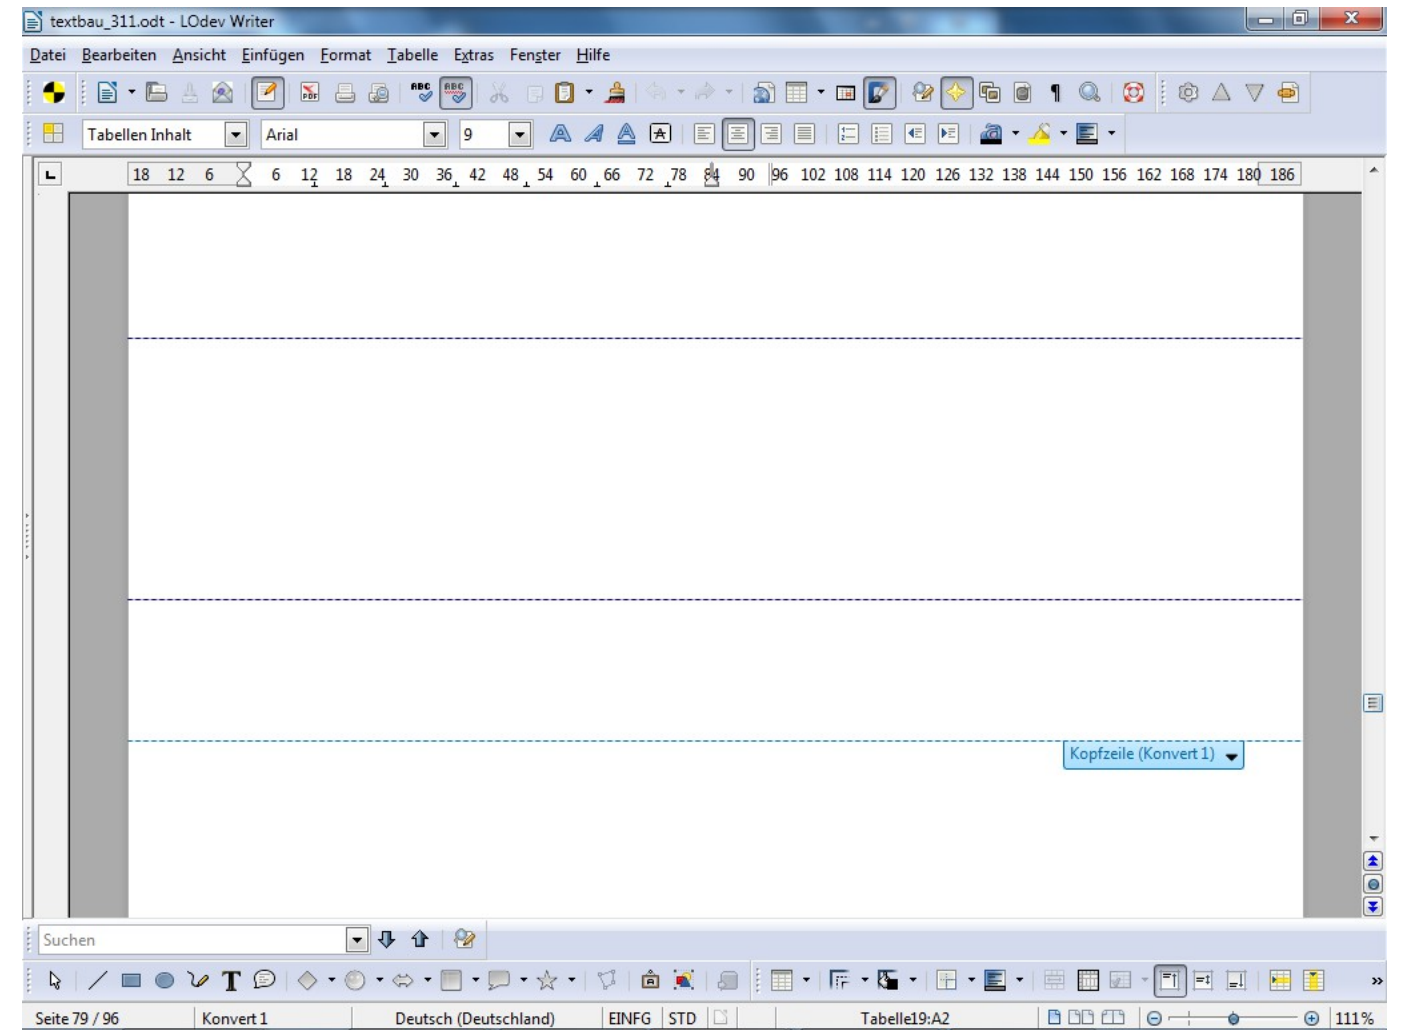 textbau_311.odt - LOdev Writer
Datei Bearbeiten Ansicht Einfügen Format Tabelle Extras Fenster Hilfe
PDF ABC ABC
Tabellen Inhalt Arial 9
18 12 6 6 12 18 24 30 36 42 48 54 60 66 72 78 84 90 96 102 108 114 120 126 132 138 144 150 156 162 168 174 180 186
Kopfzeile (Konvert 1)
Suchen
Seite 79 / 96 Konvert 1 Deutsch (Deutschland) EINFG STD Tabelle19:A2 111%